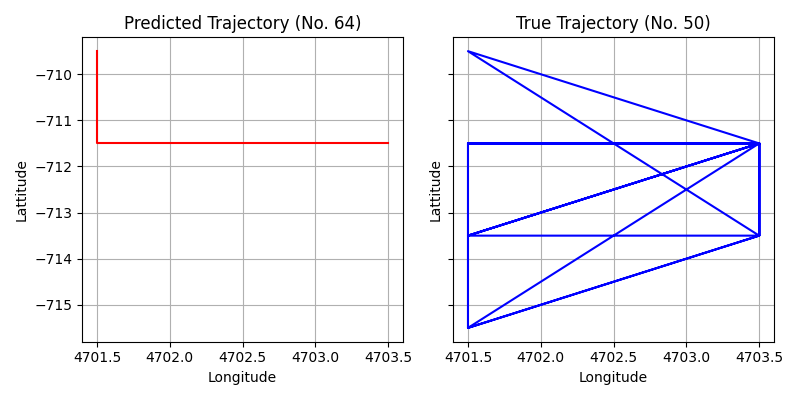 Predicted Trajectory (No. 64)
True Trajectory (No. 50)
Lattitude
−710
−711
−712
−713
−714
−715
4701.5 4702.0 4702.5 4703.0 4703.5
Longitude
Lattitude
4701.5 4702.0 4702.5 4703.0 4703.5
Longitude